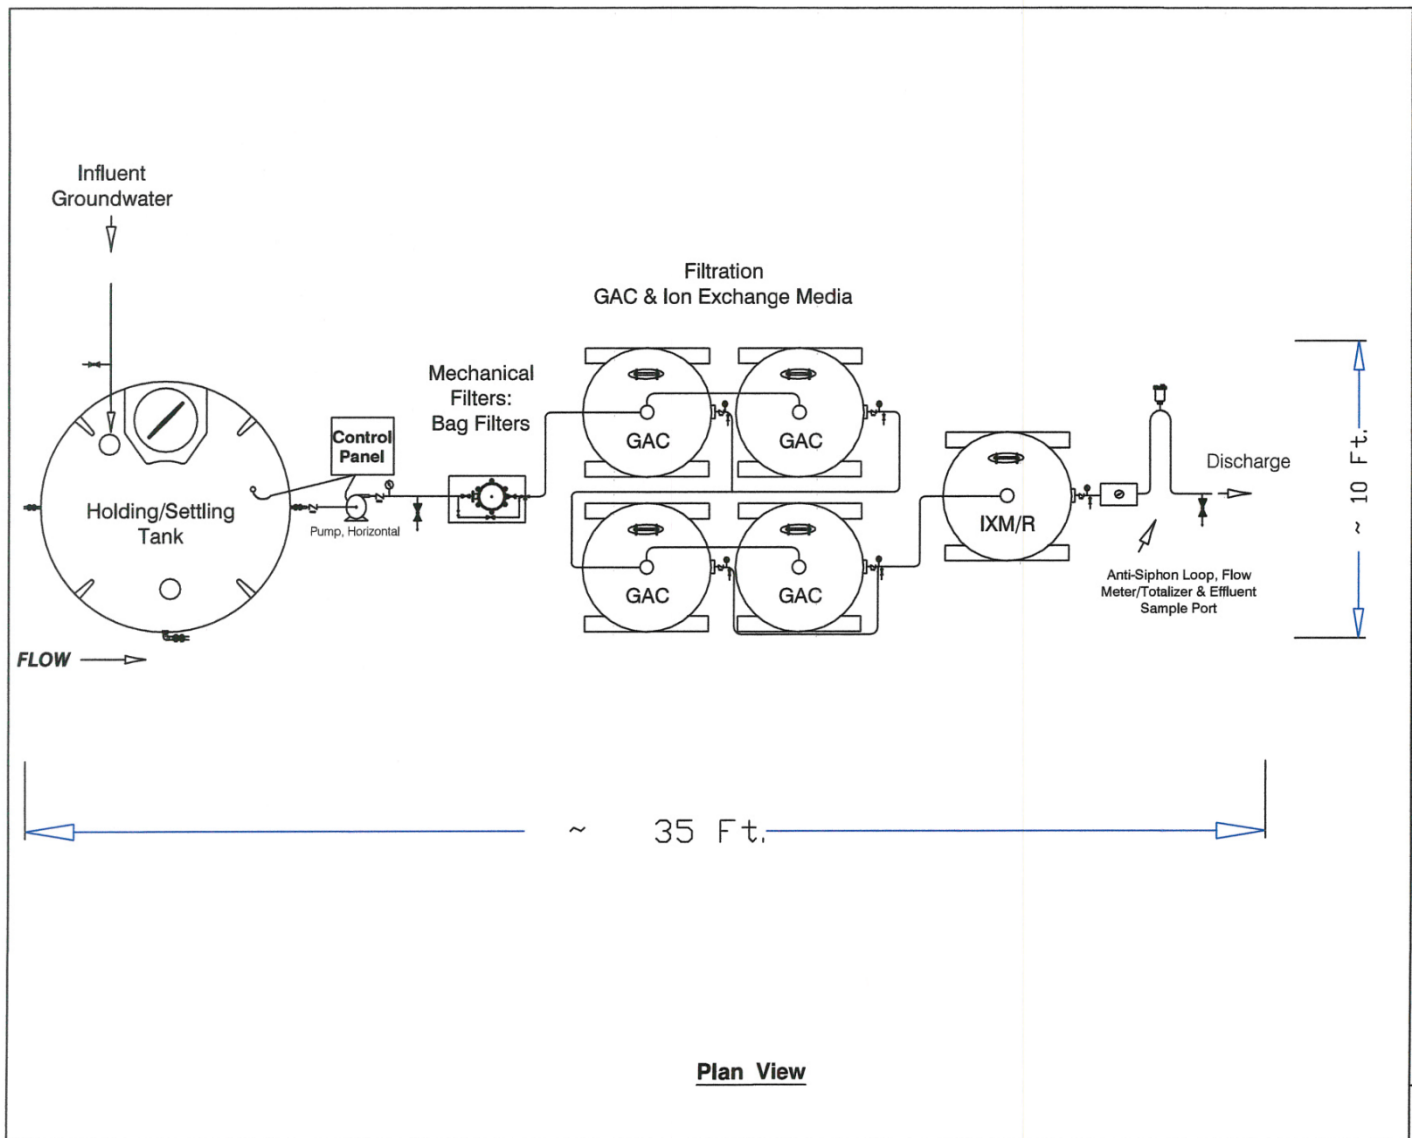 Influent
Groundwater
Filtration
GAC & Ion Exchange Media
Mechanical
Filters:
Bag Filters
Control
Panel
GAC
GAC
Holding/Settling
Tank
Pump, Horizontal
IXM/R
Discharge
~ 10 Ft.
GAC
GAC
Anti-Siphon Loop, Flow
Meter/Totalizer & Effluent
Sample Port
FLOW
~ 35 Ft.
Plan View